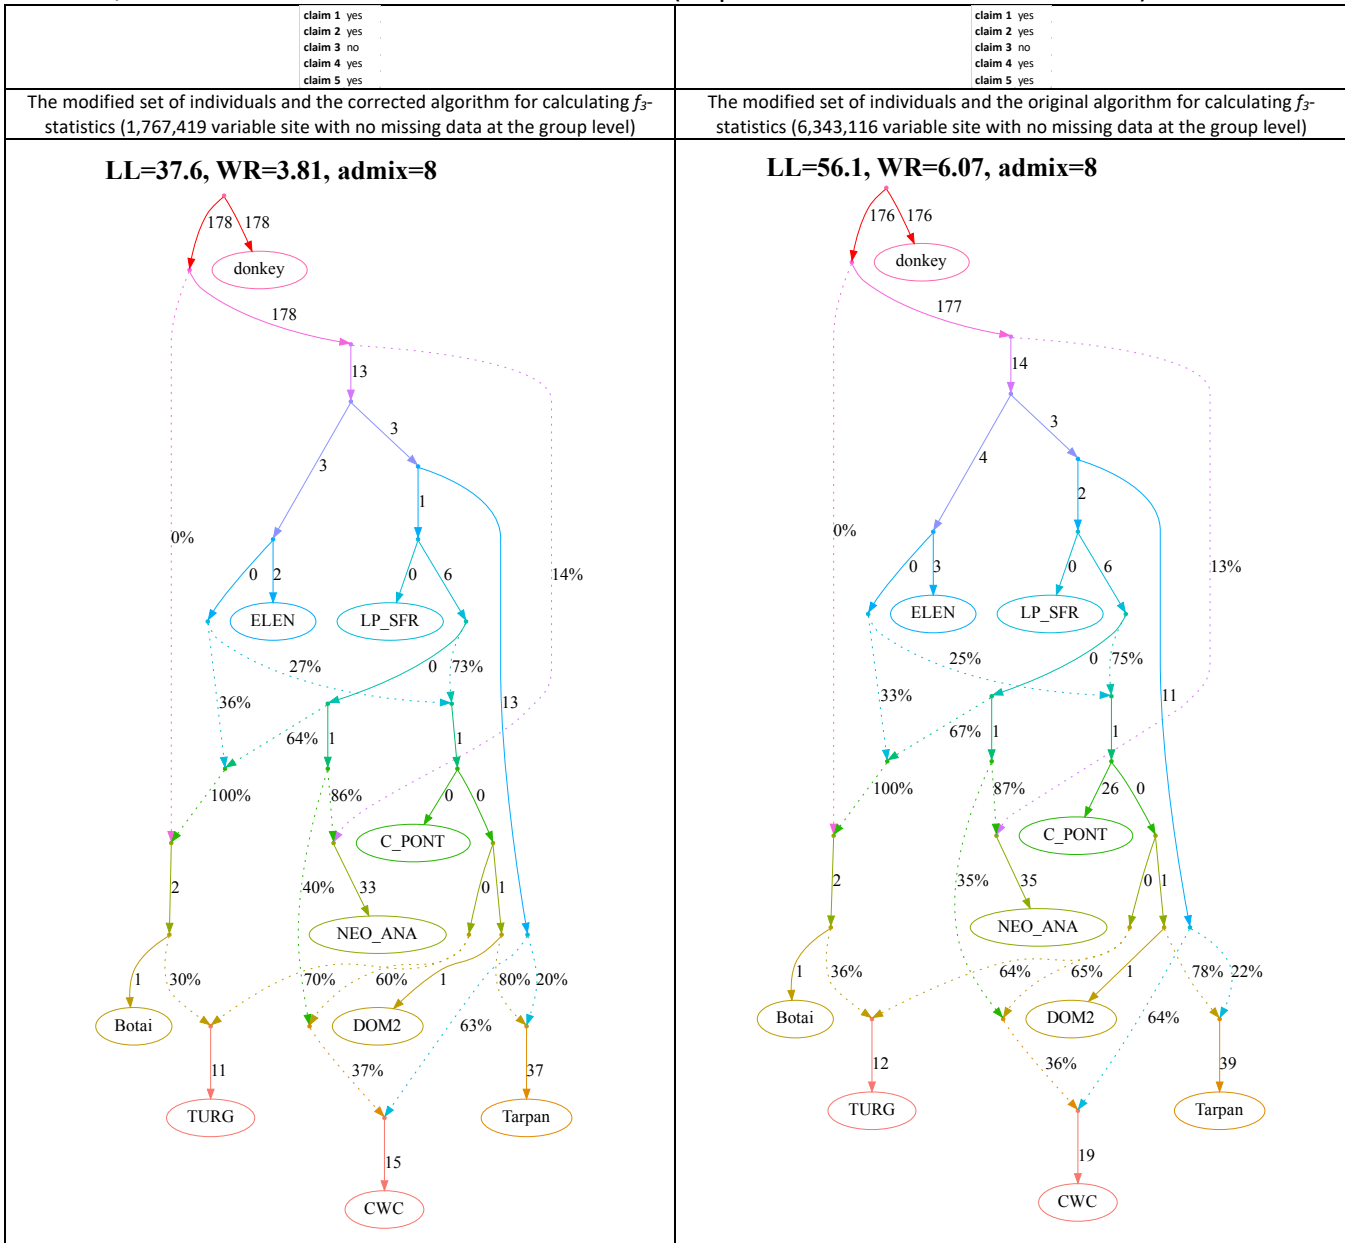 claim 1 yes
claim 2 yes
claim 3 no
claim 4 yes
claim 5 yes
claim 1 yes
claim 2 yes
claim 3 no
claim 4 yes
claim 5 yes
The modified set of individuals and the corrected algorithm for calculating f3-
statistics (1,767,419 variable site with no missing data at the group level)
The modified set of individuals and the original algorithm for calculating f3-
statistics (6,343,116 variable site with no missing data at the group level)
LL=37.6, WR=3.81, admix=8
178 178
donkey
178
13
3
3
1
0%
0 2
0 6
14%
ELEN
LP_SFR
27%
0 73%
36%
13
64% 1
1
100%
86%
0 0
C_PONT
2
40% 33
0 1
NEO_ANA
1 30%
70% 60% 1 80% 20%
Botai
DOM2
63%
11
37%
37
TURG
Tarpan
15
CWC
LL=56.1, WR=6.07, admix=8
176 176
donkey
177
14
3
4
2
0%
0 3
0 6
13%
ELEN
LP_SFR
25%
0 75%
33%
11
67% 1
1
100%
87%
26 0
C_PONT
2
35% 35
0 1
NEO_ANA
1 36%
64% 65% 1 78% 22%
Botai
DOM2
64%
12
36%
39
TURG
Tarpan
19
CWC